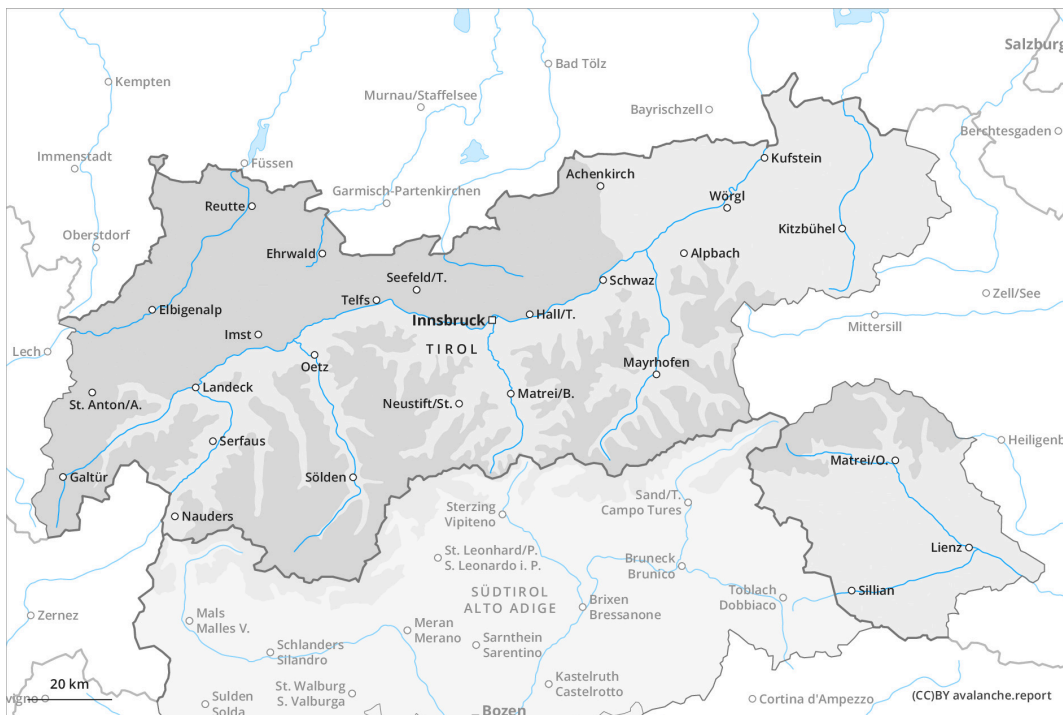 Salzburg
Kempten
Bad Tölz
Murnau/Staffelsee
Bayrischzell
Berchtesgaden
Immenstadt
Füssen
Kufstein
Achenkirch
Garmisch-Partenkirchen
Reutte
Wörgl
Oberstdorf
Kitzbühel
Ehrwald
Alpbach
Seefeld/T.
Schwaz
Telfs
Zell/See
Elbigenalp
Innsbruck
Hall/T.
Mittersill
Imst
TIROL
Lech
Oetz
Mayrhofen
Landeck
Matrei/B.
St. Anton/A.
Neustift/St.
Serfaus
Heiligenb
Matrei/O.
Galtür
Sölden
Sand/T.
Campo Tures
Sterzing
Vipiteno
Nauders
Lienz
St. Leonhard/P.
S. Leonardo i. P.
Bruneck
Brunico
SÜDTIROL
ALTO ADIGE
Sillian
Toblach
Dobbiaco
Brixen
Bressanone
Zernez
Mals
Malles V.
Meran
Merano
Sarnthein
Sarentino
Schlanders
Silandro
Kastelruth
Castelrotto
20 km
St. Walburg
S. Valburga
vigno
Sulden
Solda
Cortina d'Ampezzo
(CC)BY avalanche.report
Bozen